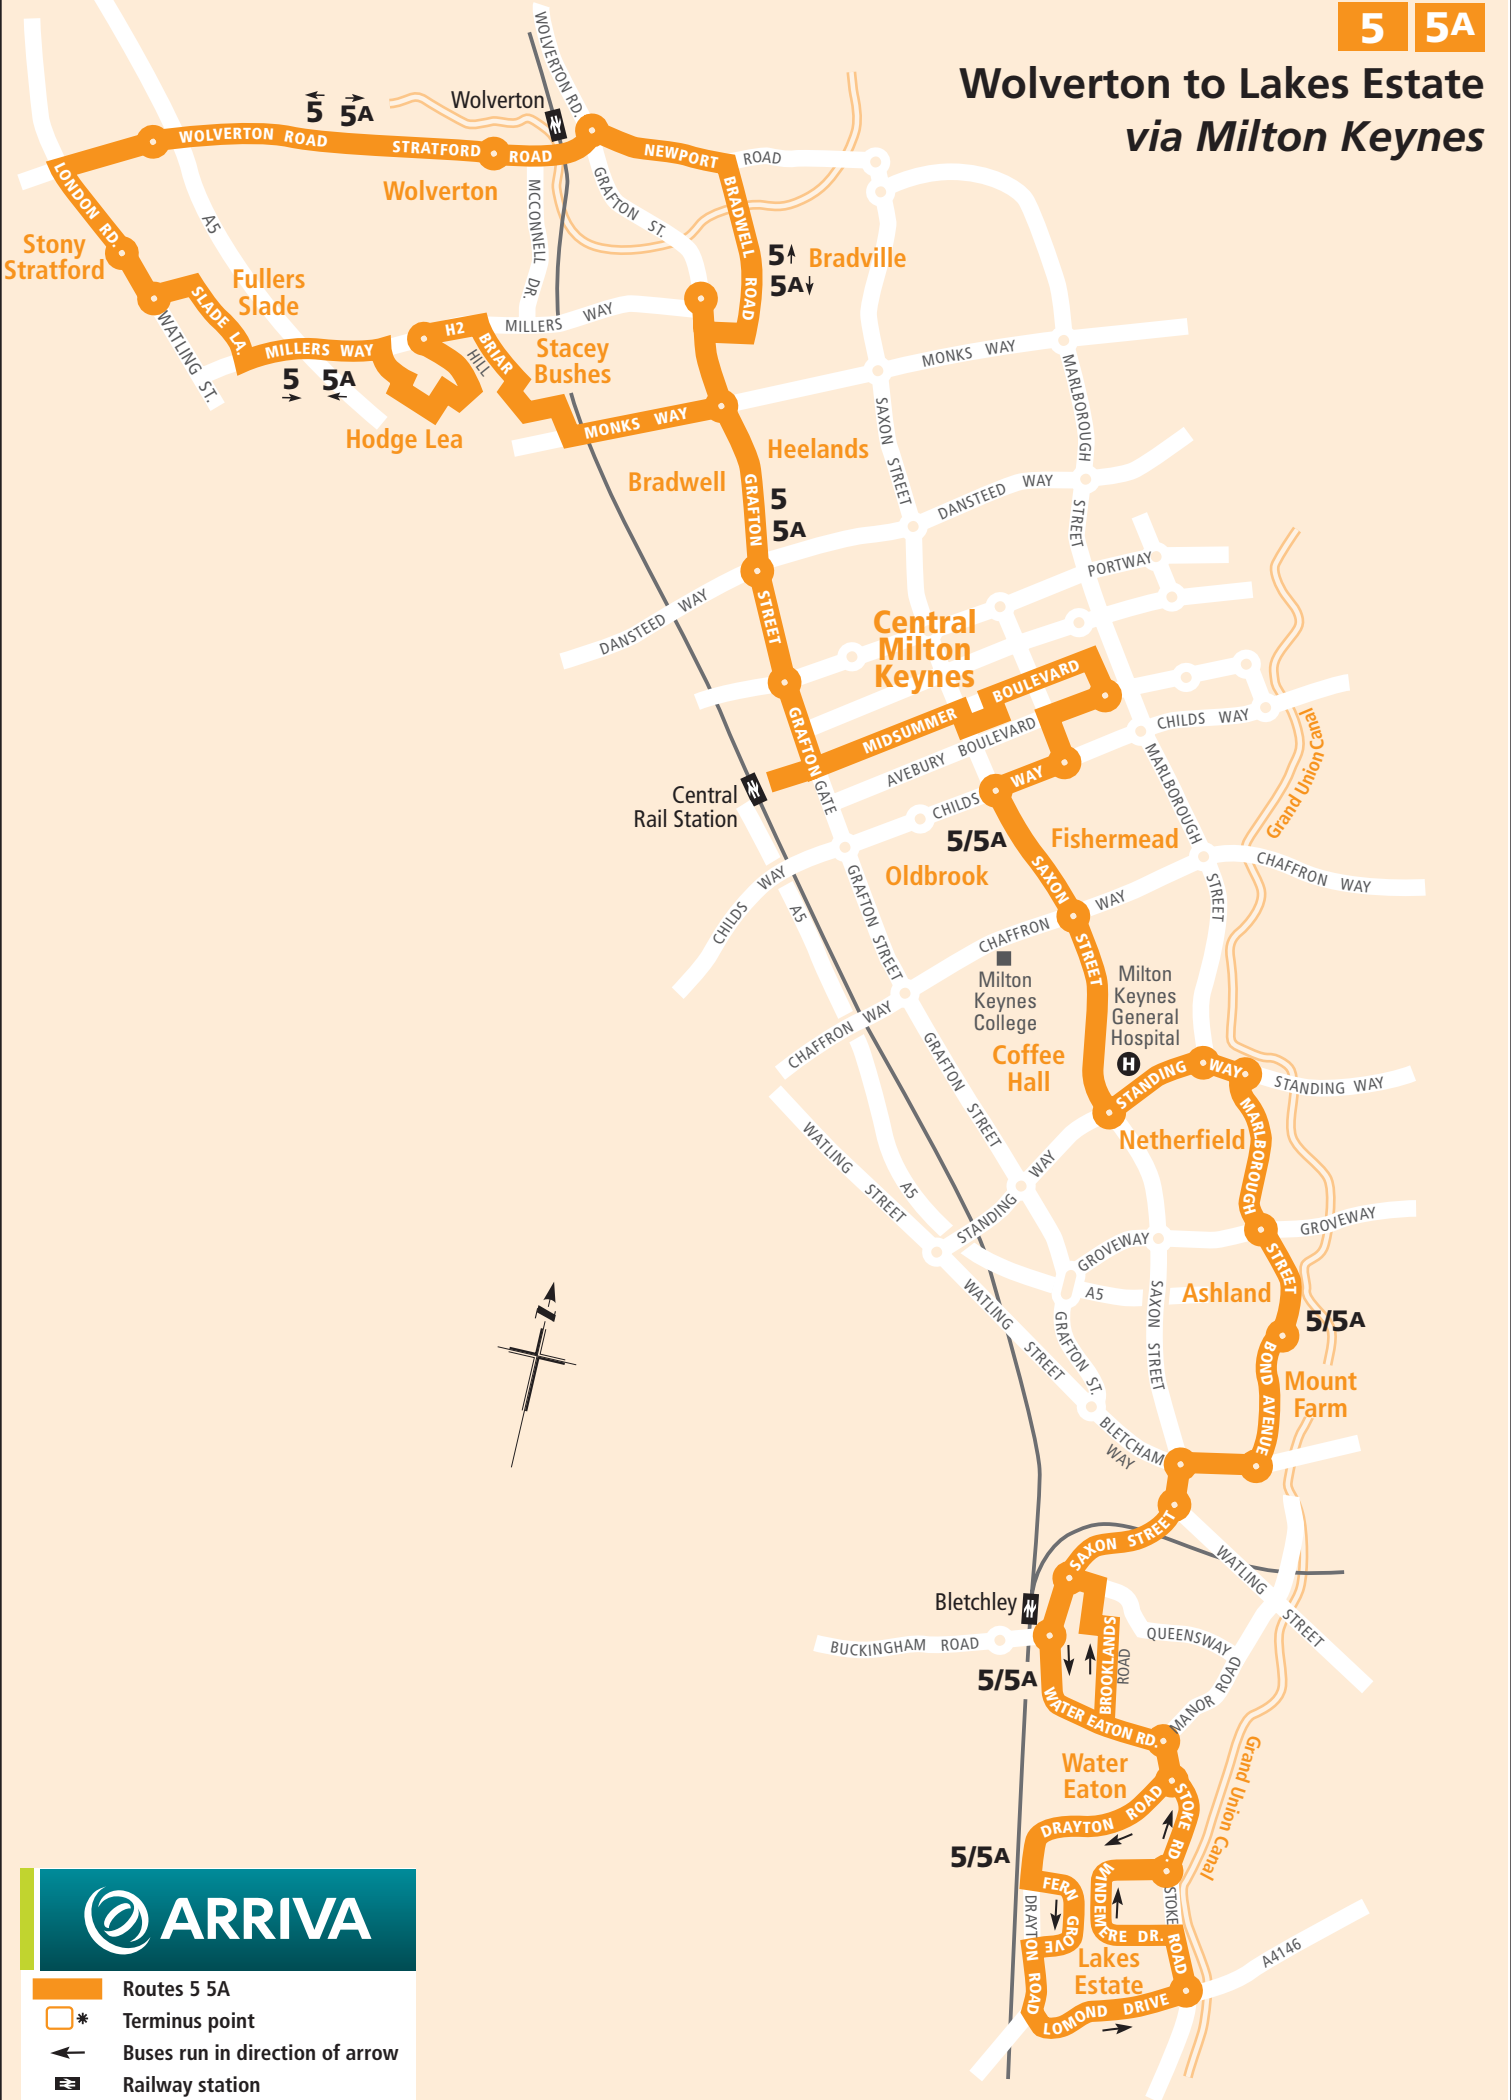 5 5A
Wolverton to Lakes Estate
via Milton Keynes
WOLVERTON RD.
Wolverton
5 5A
WOLVERTON ROAD
STRATFORD ROAD
NEWPORT ROAD
Wolverton
LONDON RD.
A5
MCCONNELL DR.
GRAFTON ST.
BRADWELL ROAD
Stony
Stratford
5
5A
Bradville
Fullers
Slade
SLADE LA.
WATLING ST.
MILLERS WAY
5 5A
H2
MILLERS WAY
BRIAR
HILL
Stacey
Bushes
Hodge Lea
MONKS WAY
MONKS WAY
SAXON STREET
MARLBOROUGH STREET
Heelands
Bradwell
GRAFTON STREET
5
5A
DANSTEED WAY
DANSTEED WAY
PORTWAY
Central
Milton
Keynes
GRAFTON GATE
MIDSUMMER BOULEVARD
AVEBURY BOULEVARD
CHILDS WAY
CHILDS WAY
Grand Union Canal
MARLBOROUGH STREET
Central
Rail Station
5/5A
Fishermead
Oldbrook
SAXON STREET
CHAFFRON WAY
CHILDS WAY
A5
GRAFTON STREET
CHAFFRON WAY
Milton
Keynes
College
Milton
Keynes
General
Hospital
H
CHAFFRON WAY
GRAFTON STREET
Coffee
Hall
STANDING WAY
STANDING WAY
MARLBOROUGH STREET
Netherfield
WATLING STREET
A5
STANDING WAY
GROVEWAY
GROVEWAY
A5
SAXON STREET
Ashland
5/5A
WATLING STREET
GRAFTON ST.
BOND AVENUE
Mount
Farm
BLETCHAM
WAY
N
SAXON STREET
WATLING STREET
Bletchley
BUCKINGHAM ROAD
BROOKLANDS
ROAD
QUEENSWAY
MANOR ROAD
5/5A
WATER EATON RD.
Water
Eaton
Grand Union Canal
STOKE RD.
DRAYTON ROAD
5/5A
FERN GROVE
DRAYTON ROAD
WINDEMERE DR.
STOKE ROAD
Lakes
Estate
LOMOND DRIVE
A4146
ARRIVA
Routes 5 5A
* Terminus point
Buses run in direction of arrow
Railway station